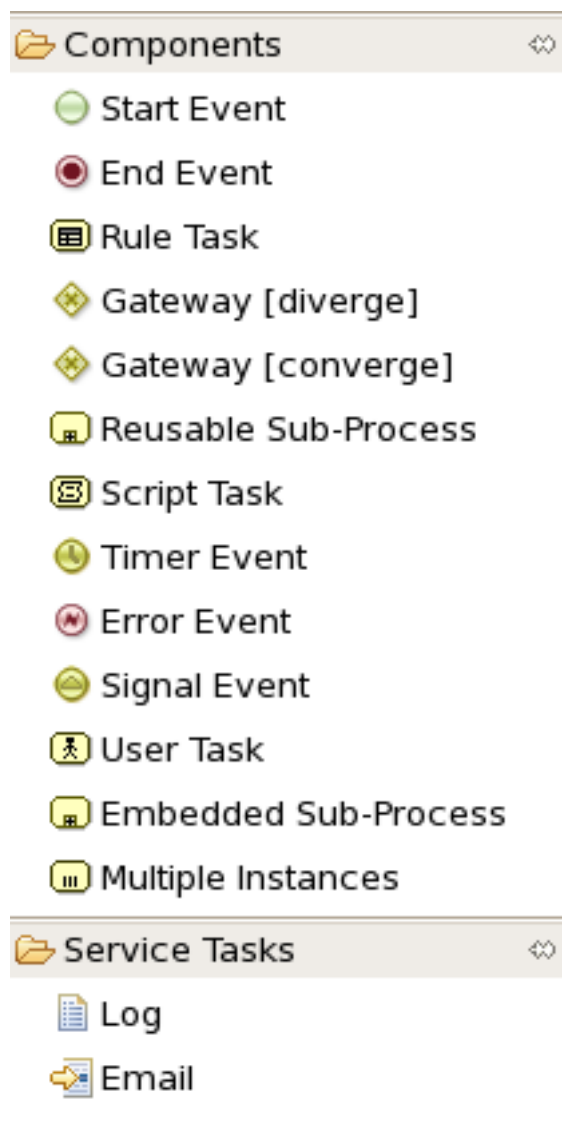 Components
Start Event
End Event
Rule Task
Gateway [diverge]
Gateway [converge]
Reusable Sub-Process
Script Task
Timer Event
Error Event
Signal Event
User Task
Embedded Sub-Process
Multiple Instances
Service Tasks
Log
Email